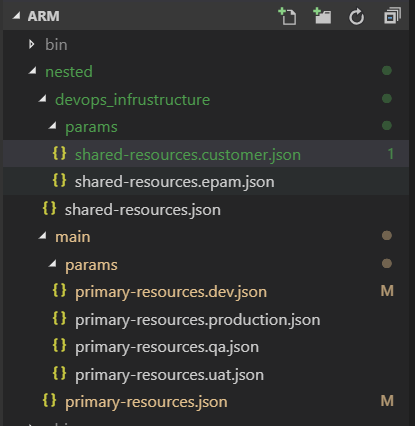 ARM
bin
nested
devops_infrustructure
params
{} shared-resources.customer.json 1
{} shared-resources.epam.json
{} shared-resources.json
main
params
{} primary-resources.dev.json M
{} primary-resources.production.json
{} primary-resources.qa.json
{} primary-resources.uat.json
{} primary-resources.json M